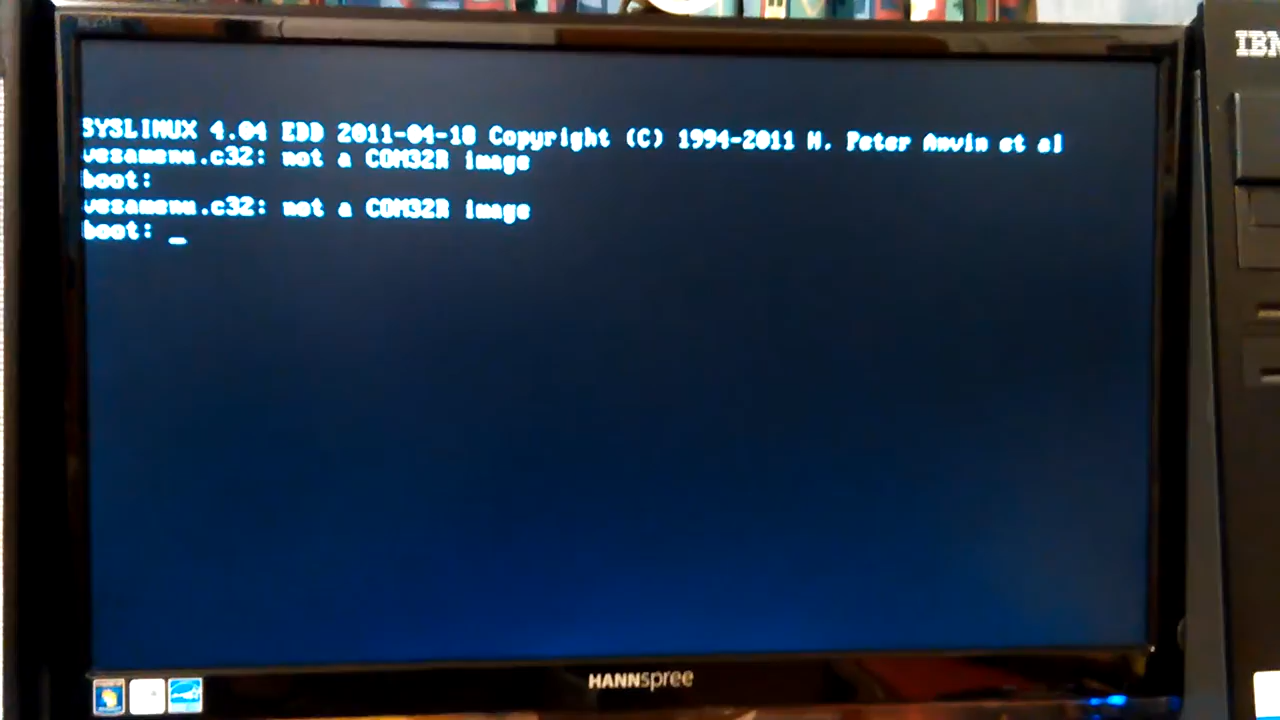 SYSLINUX 4.04 EDD 2011-04-18 Copyright (C) 1994-2011 H. Peter Anvin et al
vesamenu.c32: not a COM32R image
boot:
vesamenu.c32: not a COM32R image
boot: _
HANNspree
IBM